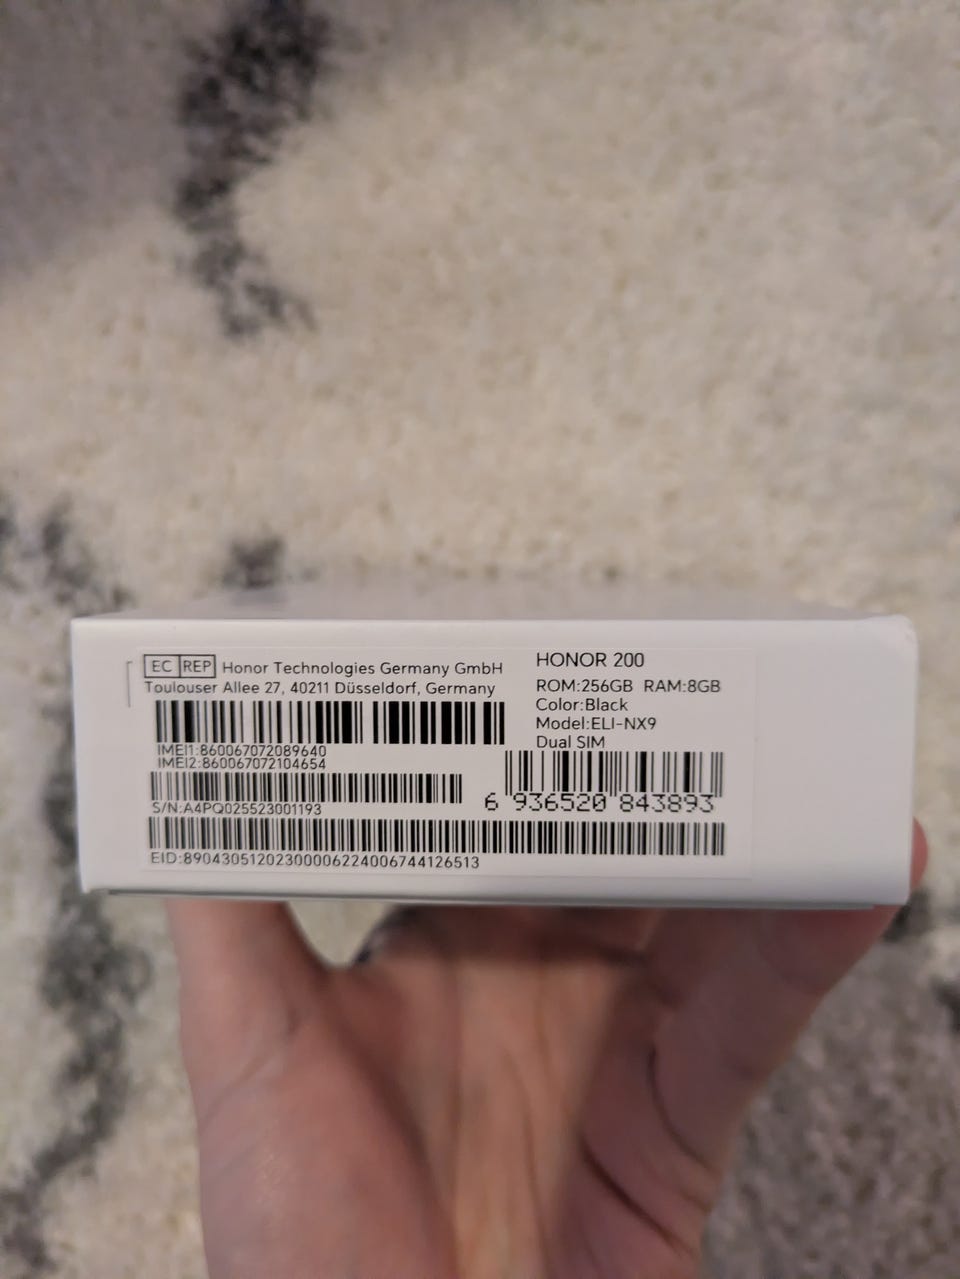 EC REP Honor Technologies Germany GmbH
Toulouser Allee 27, 40211 Düsseldorf, Germany
IMEI1:860067072089640
IMEI2:860067072104654
S/N:A4PQ025523001193
EID:89043051202300006224006744126513
HONOR 200
ROM:256GB RAM:8GB
Color:Black
Model:ELI-NX9
Dual SIM
6 936520 843893